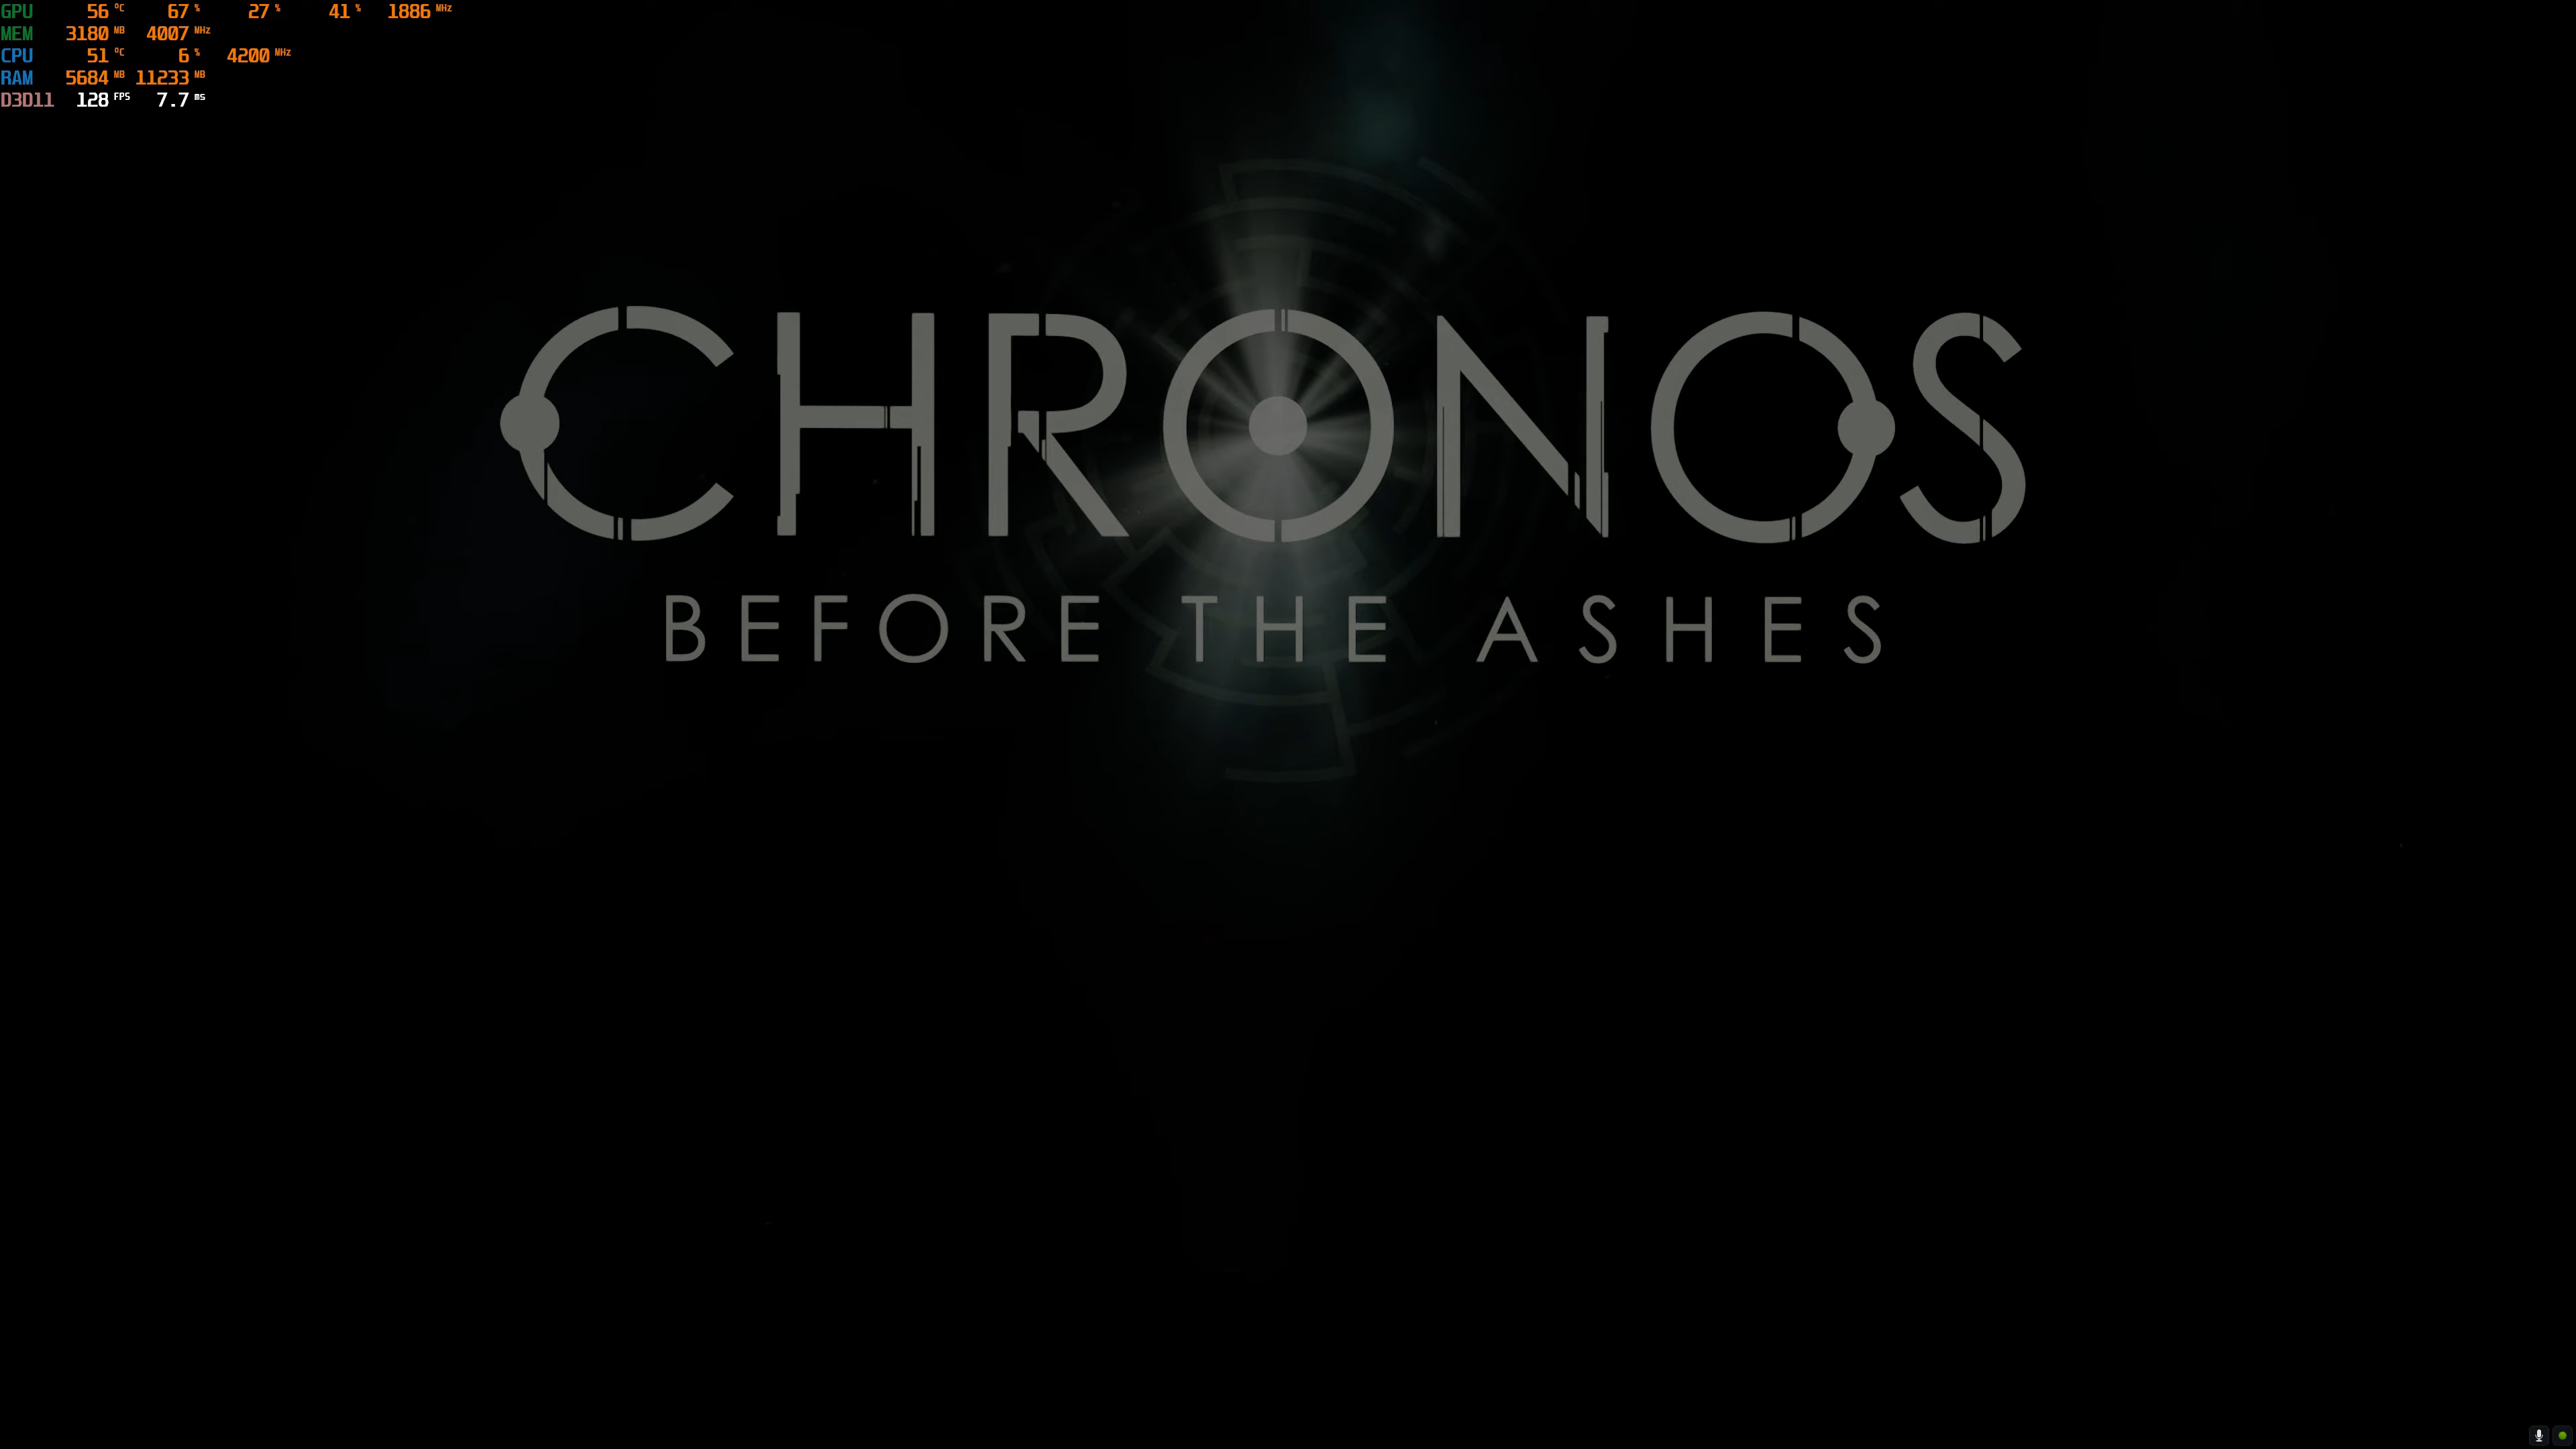 GPU 56 °C 67 % 27 % 41 % 1886 MHz
MEM 3180 MB 4007 MHz
CPU 51 °C 6 % 4200 MHz
RAM 5684 MB 11233 MB
D3D11 128 FPS 7.7 ms
CHRONOS
BEFORE THE ASHES